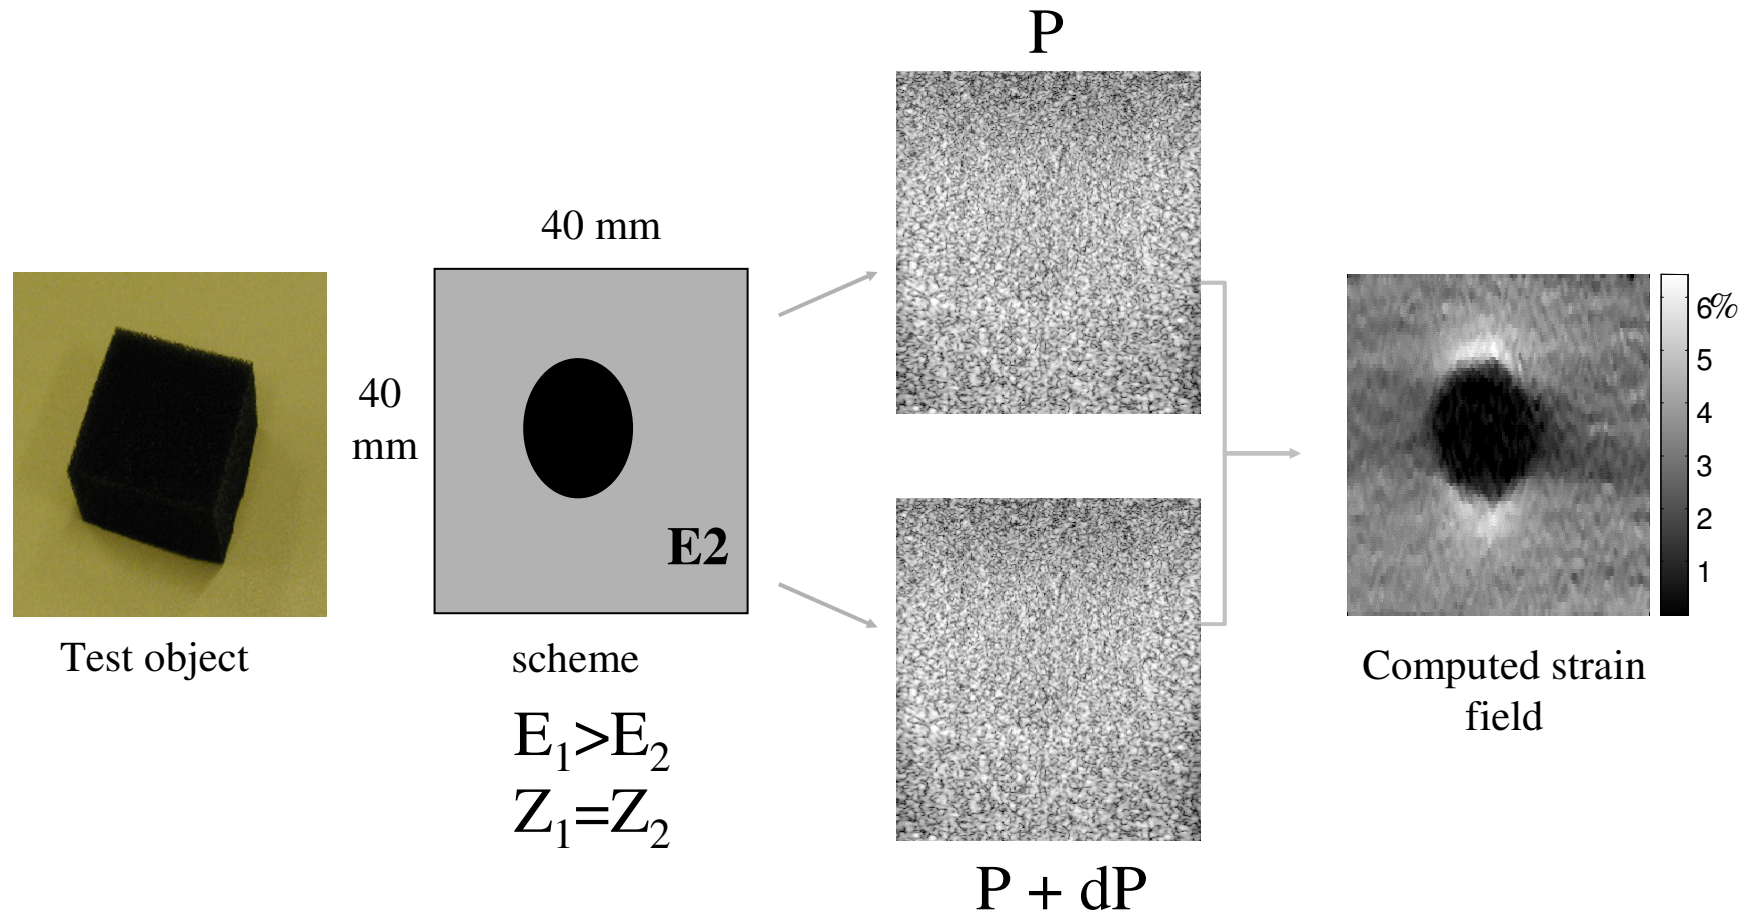 P
40 mm
40
mm
E2
Test object
scheme
E₁>E₂
Z₁=Z₂
P + dP
6%
5
4
3
2
1
Computed strain
field